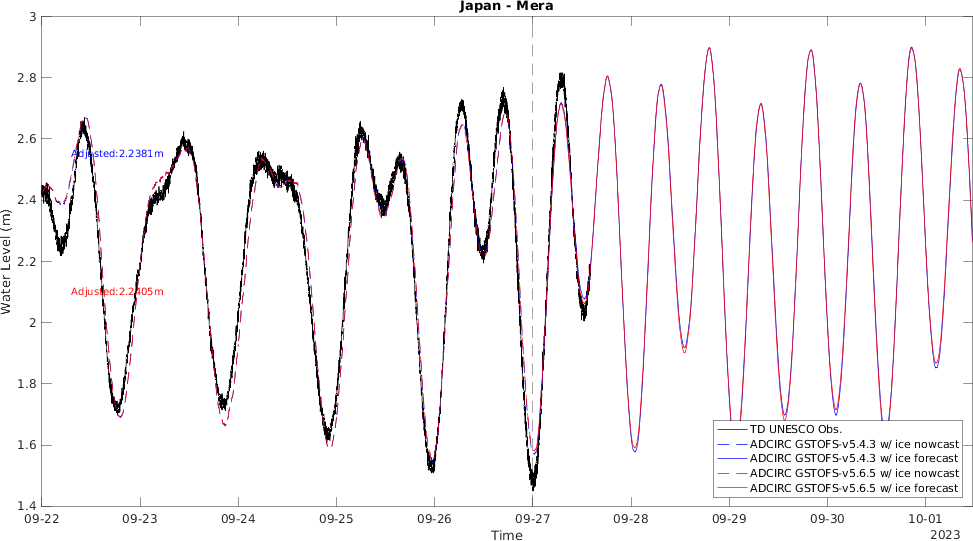 Japan - Mera
3
2.8
2.6
2.4
2.2
2
1.8
1.6
1.4
Water Level (m)
Adjusted:2.2381m
Adjusted:2.2405m
TD UNESCO Obs.
ADCIRC GSTOFS-v5.4.3 w/ ice nowcast
ADCIRC GSTOFS-v5.4.3 w/ ice forecast
ADCIRC GSTOFS-v5.6.5 w/ ice nowcast
ADCIRC GSTOFS-v5.6.5 w/ ice forecast
09-22 09-23 09-24 09-25 09-26 09-27 09-28 09-29 09-30 10-01
Time
2023